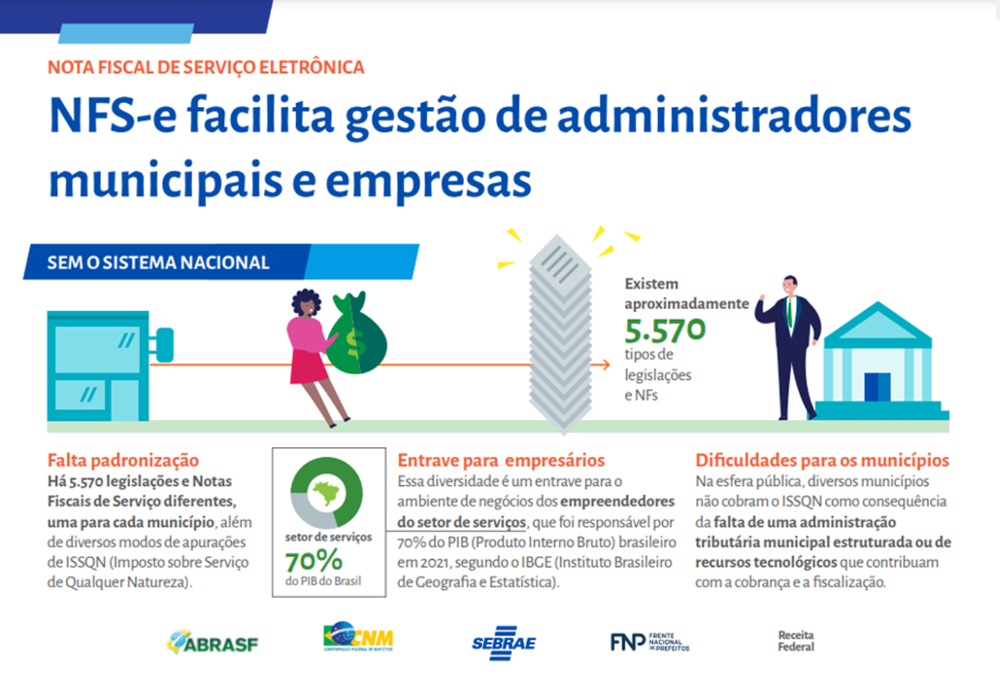 NOTA FISCAL DE SERVIÇO ELETRÔNICA
NFS-e facilita gestão de administradores
municipais e empresas
SEM O SISTEMA NACIONAL
Existem
aproximadamente
5.570
tipos de
legislações
e NFs
$
Falta padronização
Há 5.570 legislações e Notas
Fiscais de Serviço diferentes,
uma para cada município, além
de diversos modos de apurações
de ISSQN (Imposto sobre Serviço
de Qualquer Natureza).
setor de serviços
70%
do PIB do Brasil
Entrave para empresários
Essa diversidade é um entrave para o
ambiente de negócios dos empreendedores
do setor de serviços, que foi responsável por
70% do PIB (Produto Interno Bruto) brasileiro
em 2021, segundo o IBGE (Instituto Brasileiro
de Geografia e Estatística).
Dificuldades para os municípios
Na esfera pública, diversos municípios
não cobram o ISSQN como consequência
da falta de uma administração
tributária municipal estruturada ou de
recursos tecnológicos que contribuam
com a cobrança e a fiscalização.
ABRASF
CNM
CONFEDERAÇÃO NACIONAL DE MUNICÍPIOS
SEBRAE
FNP
FRENTE
NACIONAL
DE PREFEITOS
Receita
Federal